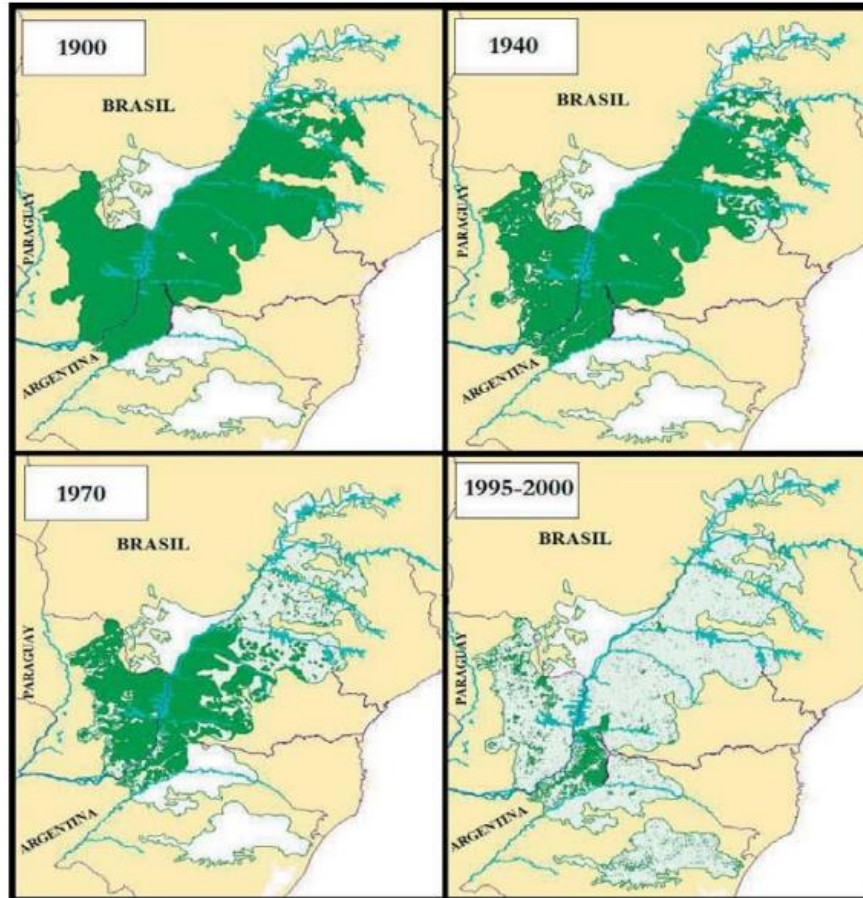 1900
BRASIL
PARAGUAY
ARGENTINA
1940
BRASIL
PARAGUAY
ARGENTINA
1970
BRASIL
PARAGUAY
ARGENTINA
1995-2000
BRASIL
PARAGUAY
ARGENTINA